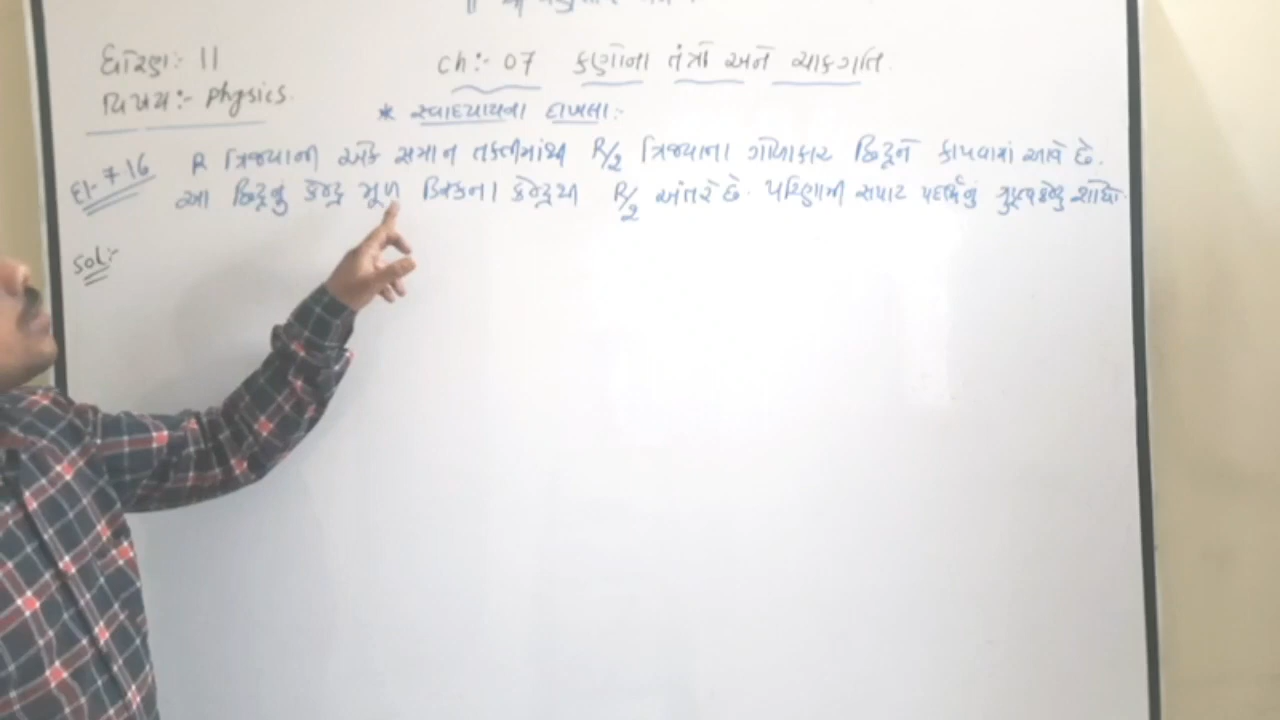 ધોરણ:- 11
ch:- 07 કણોના તંત્રો અને ચાકગતિ.
વિષય:- physics.
* સ્વાધ્યાયના દાખલા:-
દા-7.16 R ત્રિજ્યાની એક સમાન તકતીમાંથી R/2 ત્રિજ્યાના ગોળાકાર છિદ્રને કાપવામાં આવે છે.
આ છિદ્રનું કેન્દ્ર મૂળ ડિસ્કના કેન્દ્રથી R/2 અંતરે છે. પરિણામી સપાટ પદાર્થનું ગુરુત્વકેન્દ્ર શોધો.
Sol:-